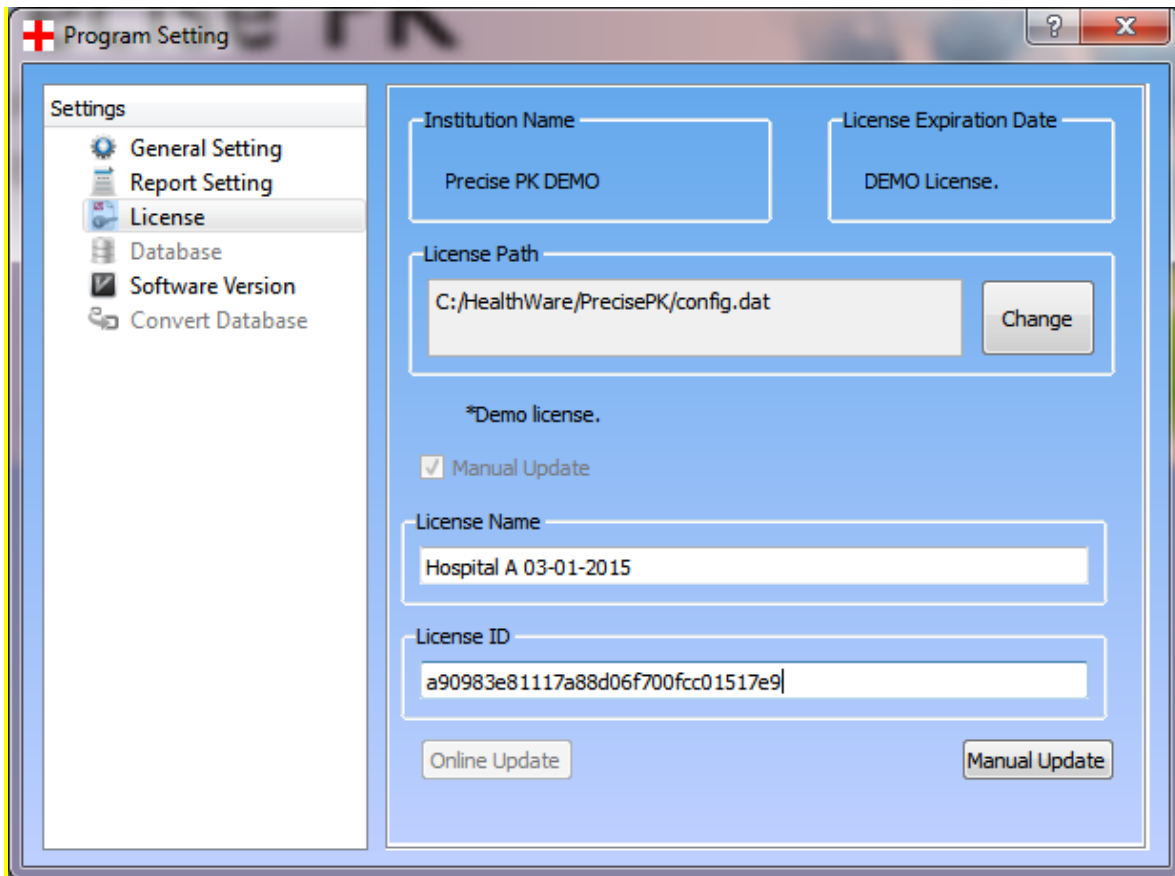 Program Setting
Settings
General Setting
Report Setting
License
Database
Software Version
Convert Database
Institution Name
Precise PK DEMO
License Expiration Date
DEMO License.
License Path
C:/HealthWare/PrecisePK/config.dat
Change
*Demo license.
Manual Update
License Name
Hospital A 03-01-2015
License ID
a90983e81117a88d06f700fcc01517e9
Online Update
Manual Update